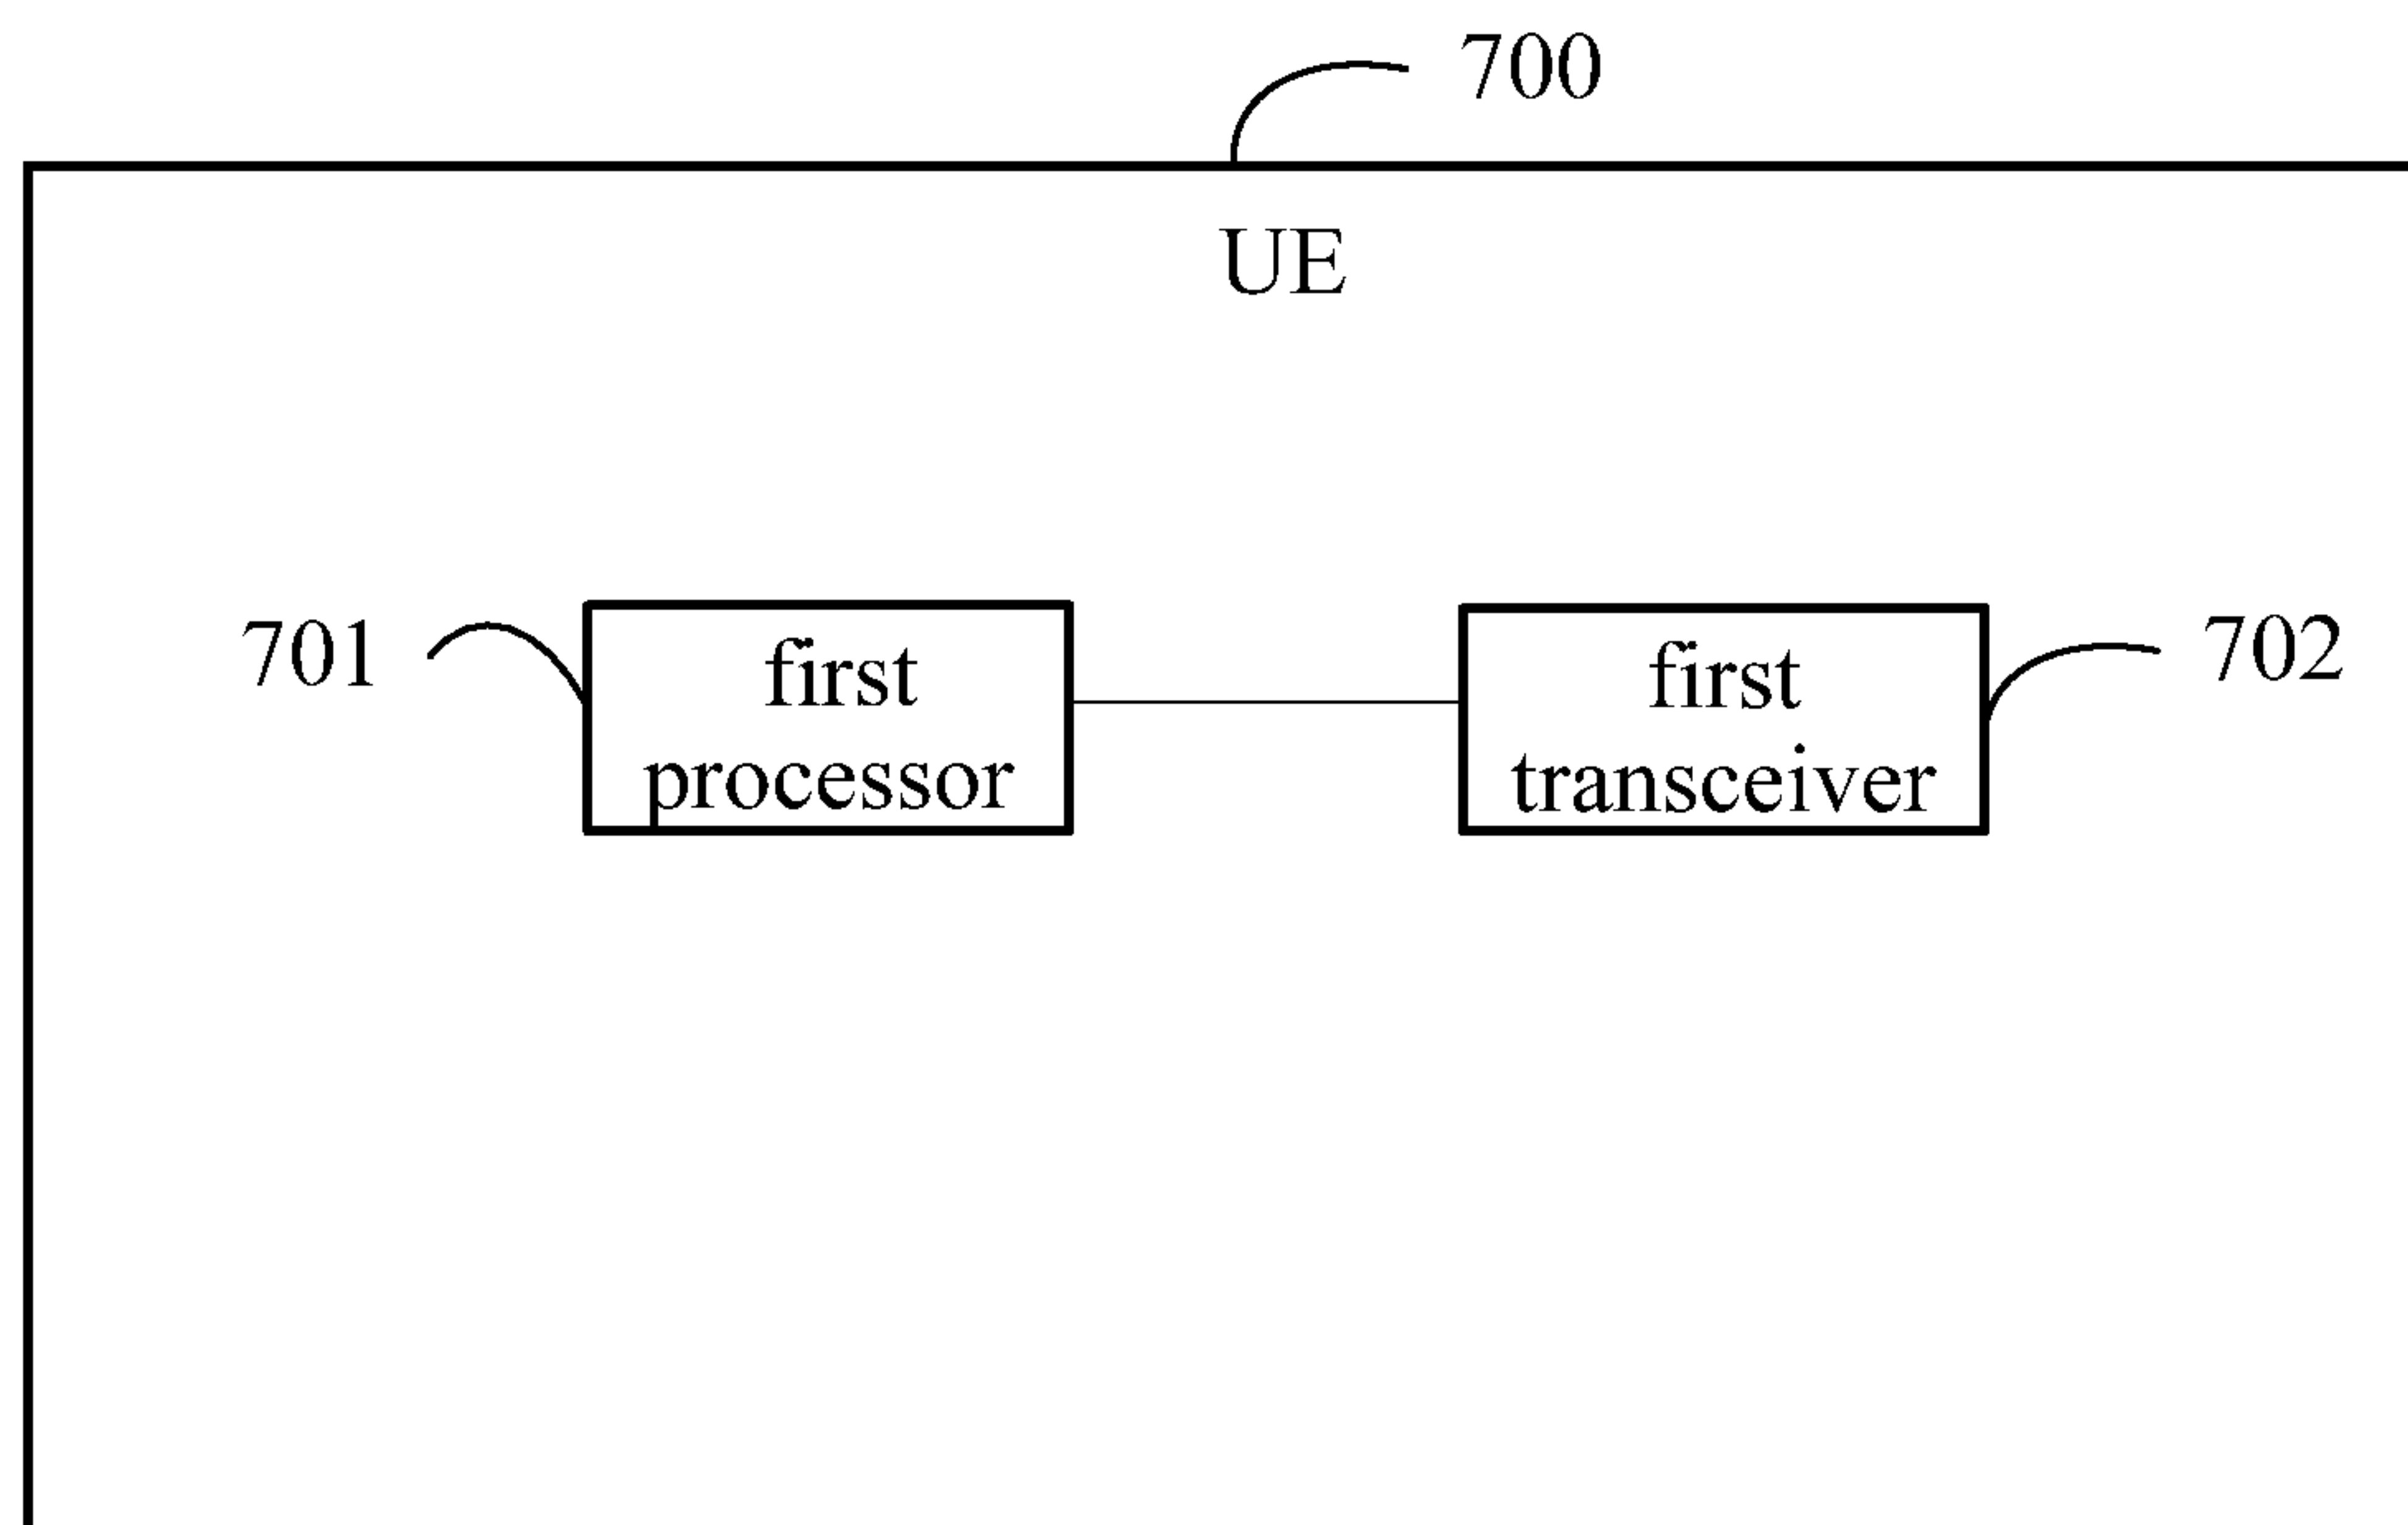 700
UE
701
first
processor
first
transceiver
702